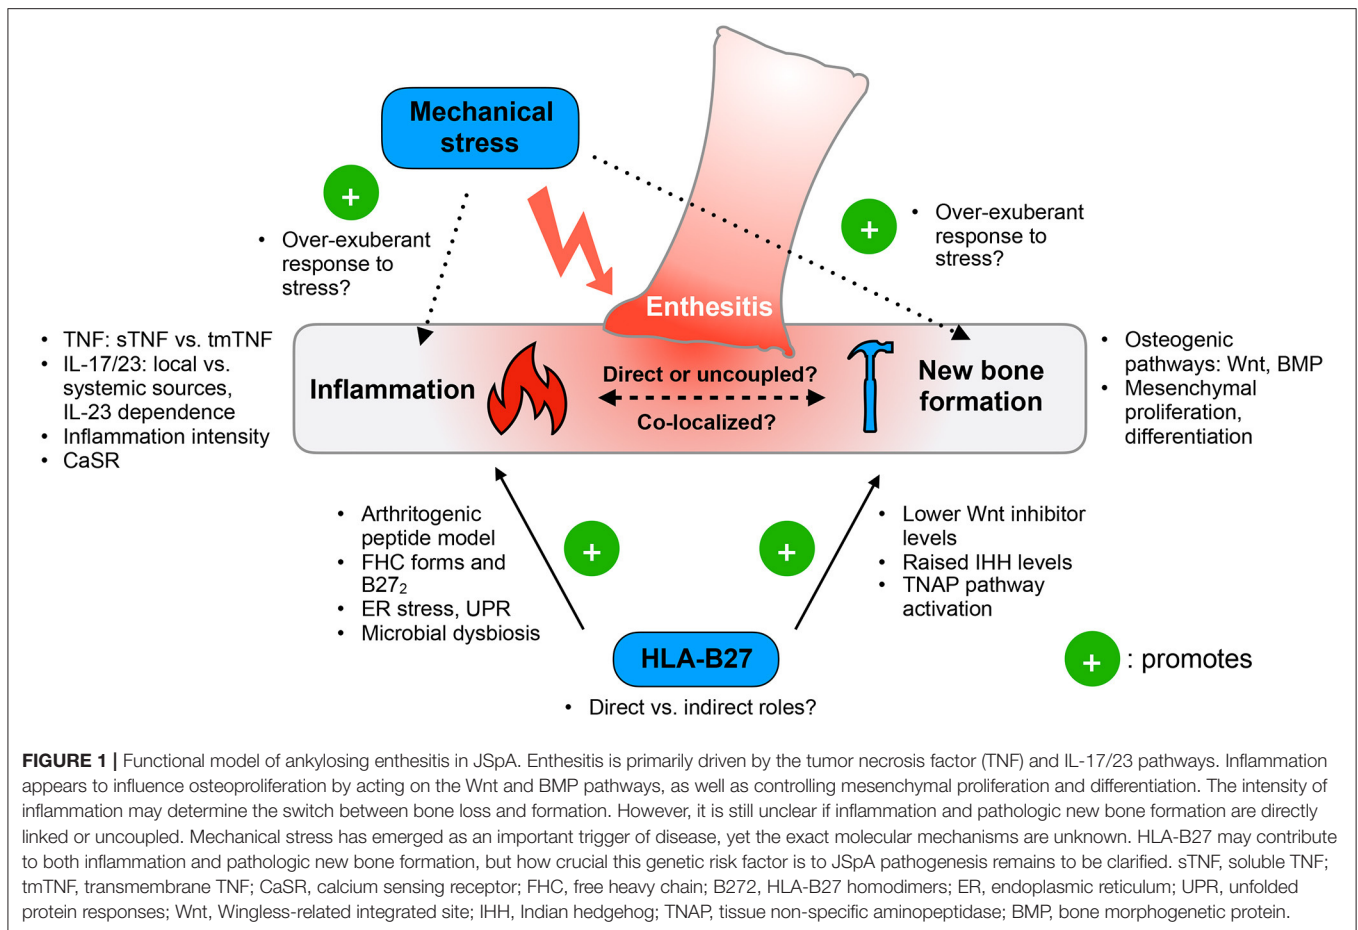 Mechanical
stress
+
• Over-exuberant
response to
stress?
+
• Over-exuberant
response to
stress?
Enthesitis
• TNF: sTNF vs. tmTNF
• IL-17/23: local vs.
systemic sources,
IL-23 dependence
• Inflammation intensity
• CaSR
Inflammation
Direct or uncoupled?
Co-localized?
New bone
formation
• Osteogenic
pathways: Wnt, BMP
• Mesenchymal
proliferation,
differentiation
• Arthritogenic
peptide model
• FHC forms and
B27₂
• ER stress, UPR
• Microbial dysbiosis
+
+
• Lower Wnt inhibitor
levels
• Raised IHH levels
• TNAP pathway
activation
HLA-B27
• Direct vs. indirect roles?
+ : promotes
FIGURE 1 | Functional model of ankylosing enthesitis in JSpA. Enthesitis is primarily driven by the tumor necrosis factor (TNF) and IL-17/23 pathways. Inflammation
appears to influence osteoproliferation by acting on the Wnt and BMP pathways, as well as controlling mesenchymal proliferation and differentiation. The intensity of
inflammation may determine the switch between bone loss and formation. However, it is still unclear if inflammation and pathologic new bone formation are directly
linked or uncoupled. Mechanical stress has emerged as an important trigger of disease, yet the exact molecular mechanisms are unknown. HLA-B27 may contribute
to both inflammation and pathologic new bone formation, but how crucial this genetic risk factor is to JSpA pathogenesis remains to be clarified. sTNF, soluble TNF;
tmTNF, transmembrane TNF; CaSR, calcium sensing receptor; FHC, free heavy chain; B272, HLA-B27 homodimers; ER, endoplasmic reticulum; UPR, unfolded
protein responses; Wnt, Wingless-related integrated site; IHH, Indian hedgehog; TNAP, tissue non-specific aminopeptidase; BMP, bone morphogenetic protein.